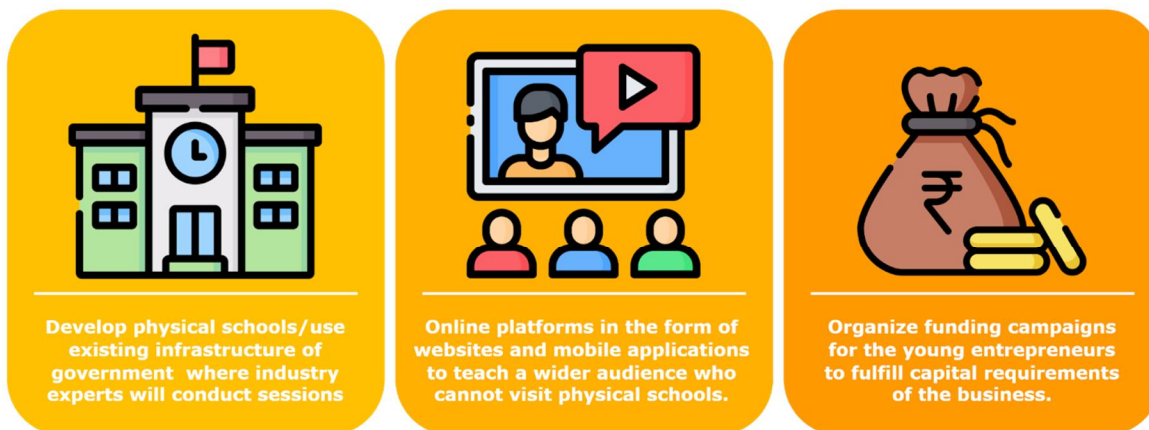 Develop physical schools/use
existing infrastructure of
government  where industry
experts will conduct sessions
Online platforms in the form of
websites and mobile applications
to teach a wider audience who
cannot visit physical schools.
₹
Organize funding campaigns
for the young entrepreneurs
to fulfill capital requirements
of the business.